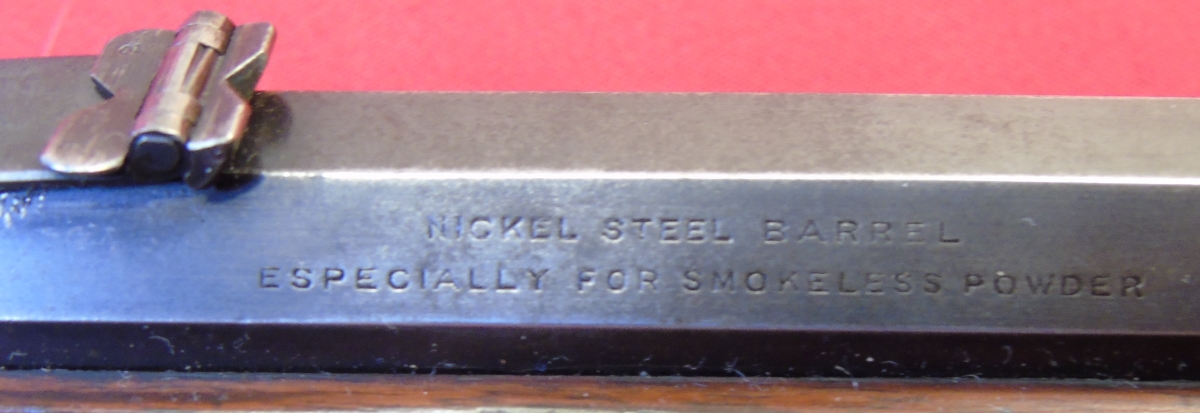 NICKEL STEEL BARREL
ESPECIALLY FOR SMOKELESS POWDER